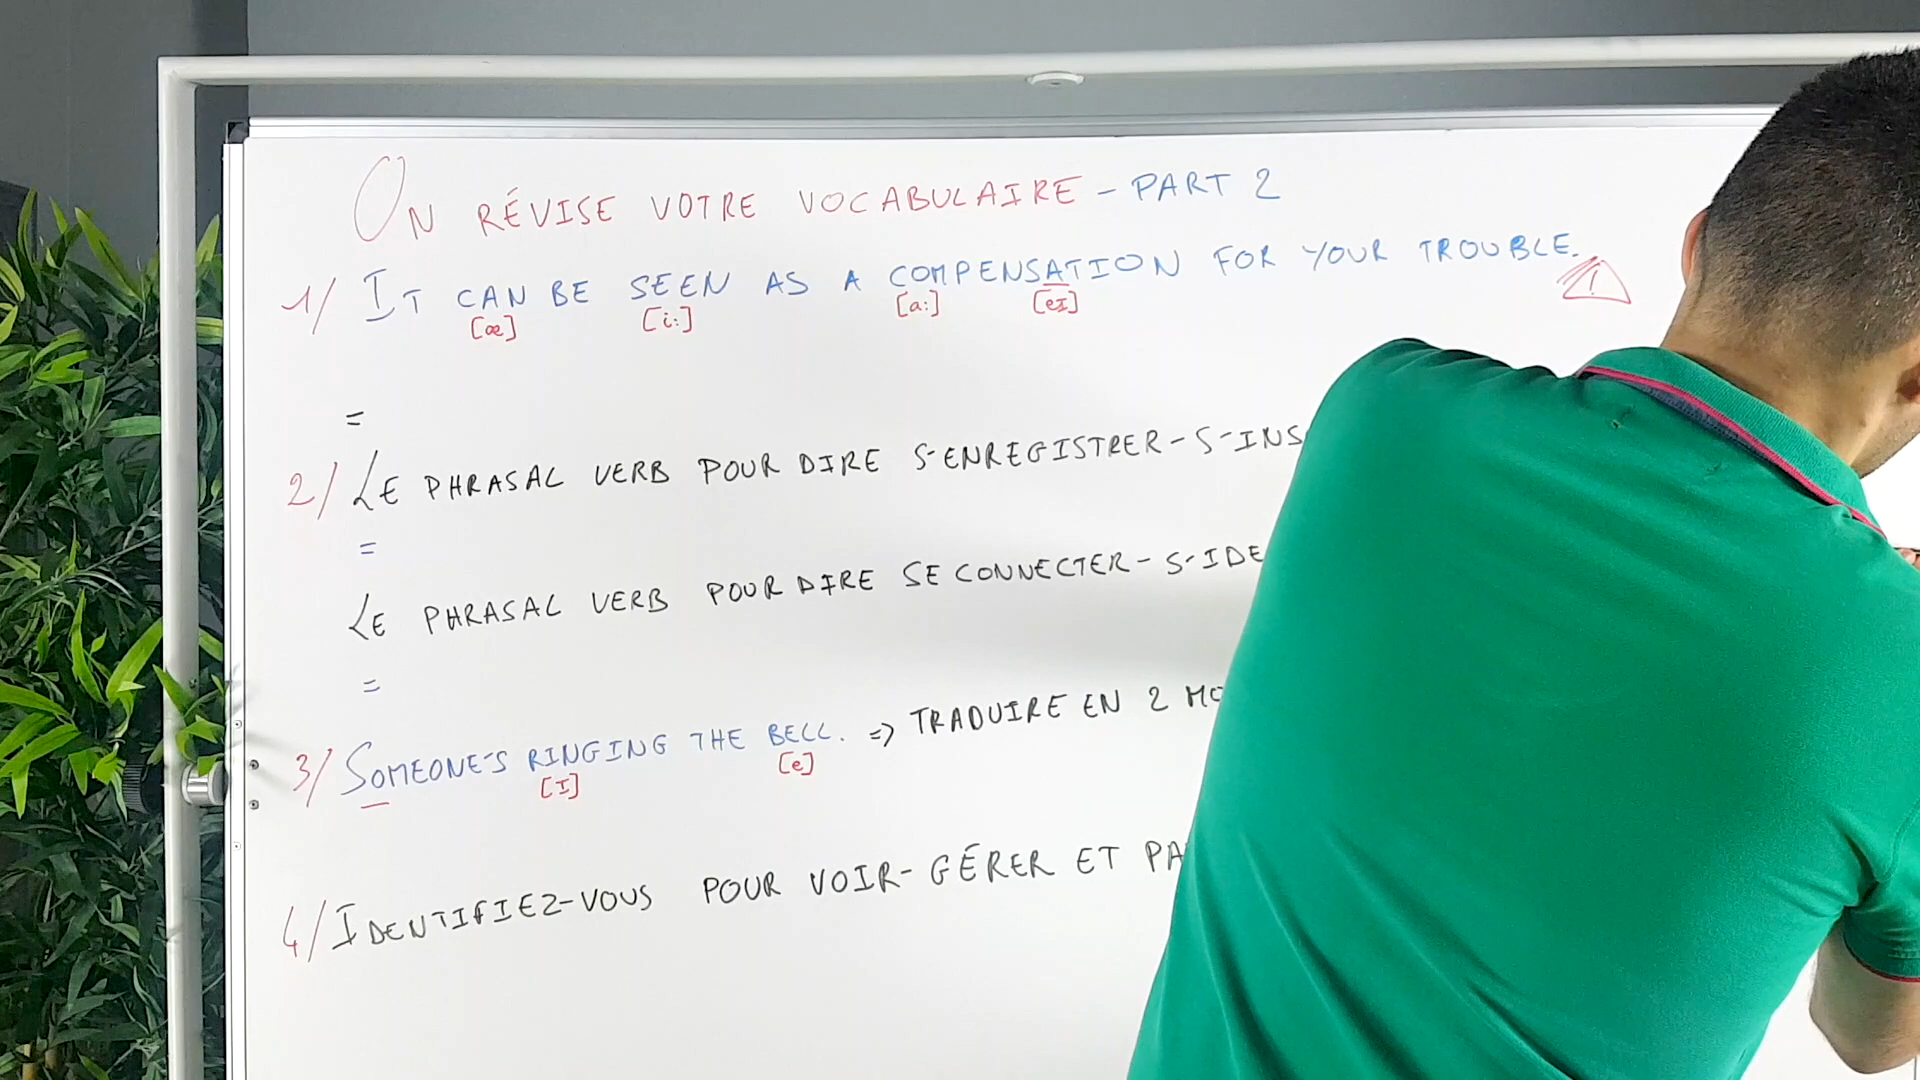 ON RÉVISE VOTRE VOCABULAIRE - PART 2
1/ IT CAN BE SEEN AS A COMPENSATION FOR YOUR TROUBLE.
[æ] [i:] [a:] [eɪ] !
=
2/ LE PHRASAL VERB POUR DIRE S'ENREGISTRER - S'INS
=
LE PHRASAL VERB POUR DIRE SE CONNECTER - S'IDE
=
3/ SOMEONE'S RINGING THE BELL. => TRADUIRE EN 2 MO
[I] [e]
4/ IDENTIFIEZ-VOUS POUR VOIR - GÉRER ET PA